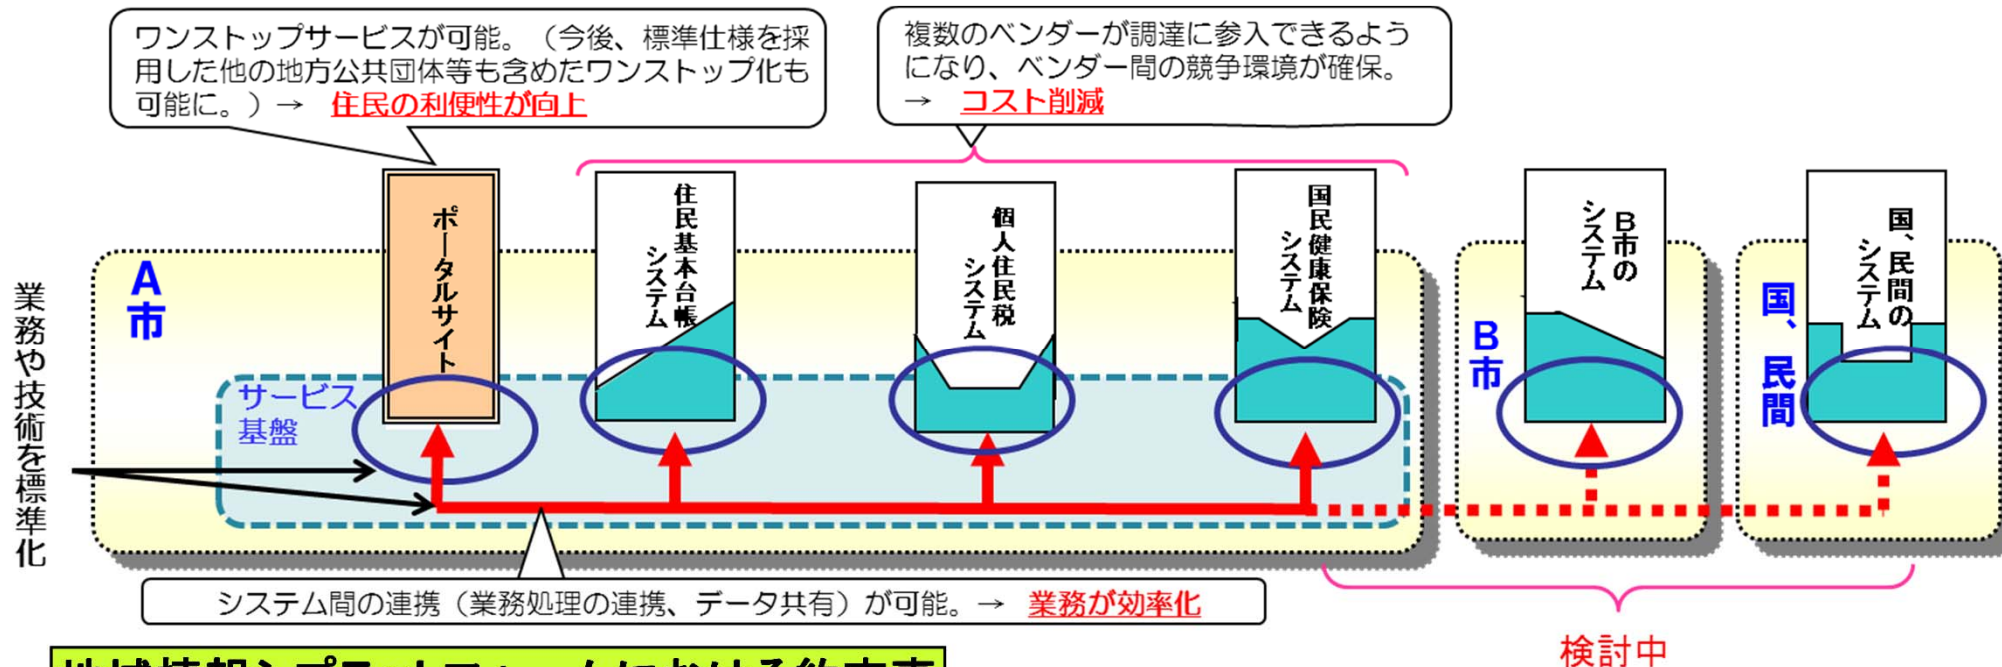 ワンストップサービスが可能。（今後、標準仕様を採
用した他の地方公共団体等も含めたワンストップ化も
可能に。）→　住民の利便性が向上
複数のベンダーが調達に参入できるよう
になり、ベンダー間の競争環境が確保。
→　コスト削減
業務や技術を標準化
A市
サービス
基盤
ポータルサイト
住民基本台帳
システム
個人住民税
システム
国民健康保険
システム
B市
B市の
システム
国、民間
国、民間の
システム
システム間の連携（業務処理の連携、データ共有）が可能。→　業務が効率化
検討中